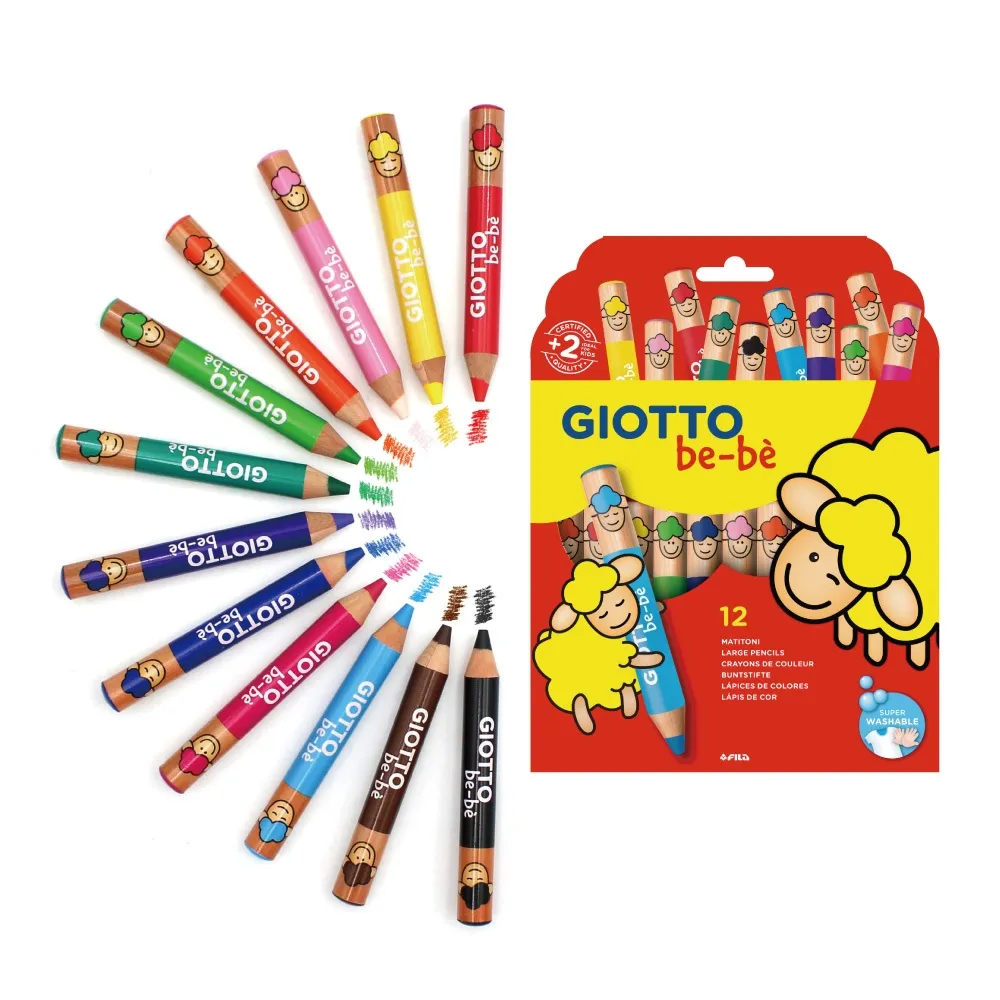 GIOTTO
be-bè
GIOTTO
be-bè
GIOTTO
be-bè
GIOTTO
be-bè
GIOTTO
be-bè
GIOTTO
be-bè
GIOTTO
be-bè
GIOTTO
be-bè
GIOTTO
be-bè
GIOTTO
be-bè
GIOTTO
be-bè
GIOTTO
be-bè
CERTIFIED
+2 IDEAL FOR KIDS
QUALITY
GIOTTO
be-bè
be-bè
12
MATITONI
LARGE PENCILS
CRAYONS DE COULEUR
BUNTSTIFTE
LÁPICES DE COLORES
LÁPIS DE COR
SUPER
WASHABLE
FILA